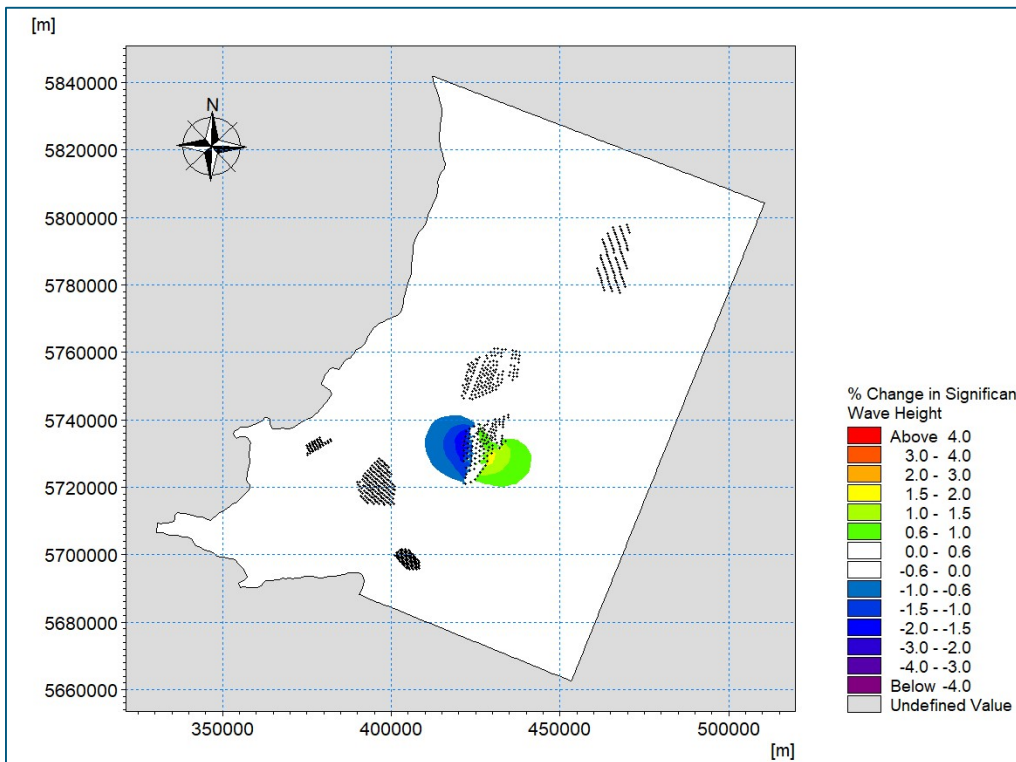 [m]
5840000
N
5820000
5800000
5780000
5760000
5740000
5720000
5700000
5680000
5660000
350000 400000 450000 500000
[m]
% Change in Significan
Wave Height
Above 4.0
3.0 - 4.0
2.0 - 3.0
1.5 - 2.0
1.0 - 1.5
0.6 - 1.0
0.0 - 0.6
-0.6 - 0.0
-1.0 - -0.6
-1.5 - -1.0
-2.0 - -1.5
-3.0 - -2.0
-4.0 - -3.0
Below -4.0
Undefined Value